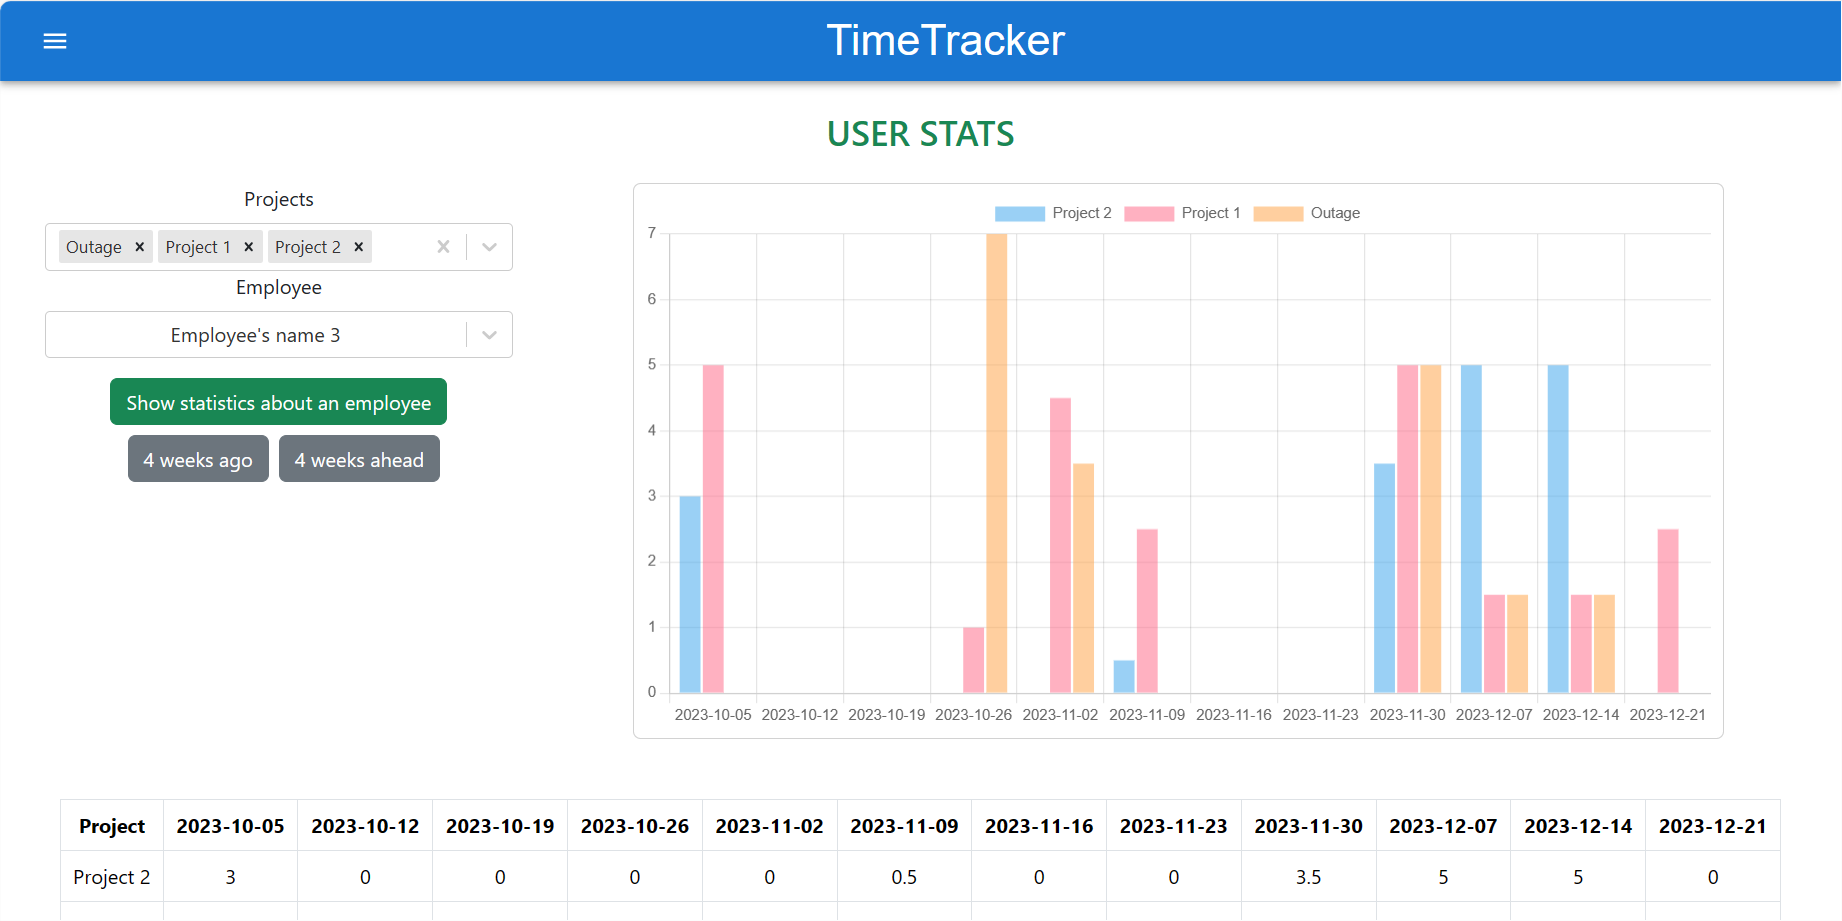 TimeTracker
USER STATS
Projects
Outage × Project 1 × Project 2 ×
Employee
Employee's name 3
Show statistics about an employee
4 weeks ago 4 weeks ahead
Project 2 Project 1 Outage
7
6
5
4
3
2
1
0
2023-10-05 2023-10-12 2023-10-19 2023-10-26 2023-11-02 2023-11-09 2023-11-16 2023-11-23 2023-11-30 2023-12-07 2023-12-14 2023-12-21
Project 2023-10-05 2023-10-12 2023-10-19 2023-10-26 2023-11-02 2023-11-09 2023-11-16 2023-11-23 2023-11-30 2023-12-07 2023-12-14 2023-12-21
Project 2 3 0 0 0 0 0.5 0 0 3.5 5 5 0